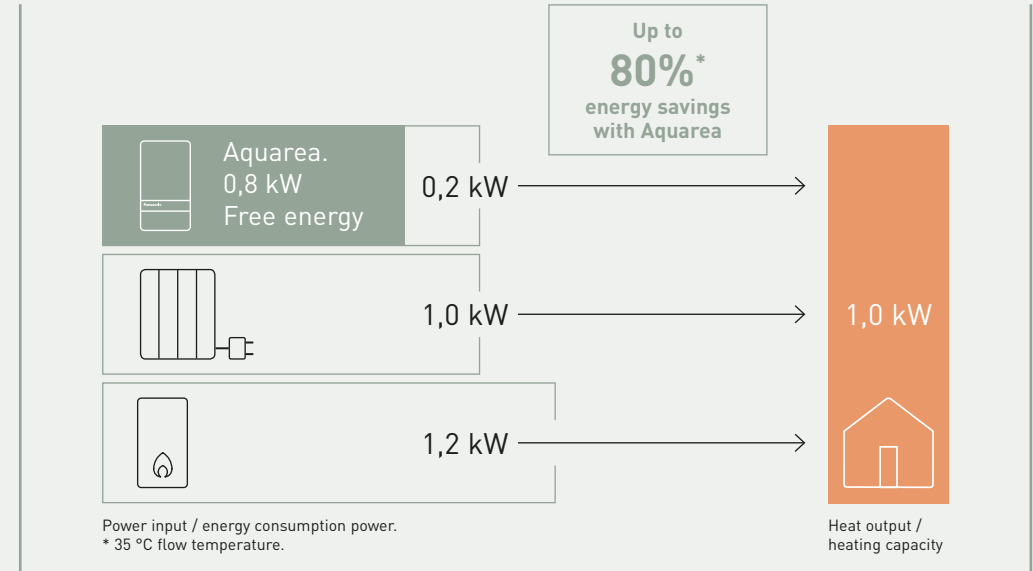 Up to
80%*
energy savings
with Aquarea
Aquarea.
0,8 kW
Free energy
0,2 kW
Panasonic
1,0 kW
1,0 kW
1,2 kW
Power input / energy consumption power.
* 35 °C flow temperature.
Heat output /
heating capacity